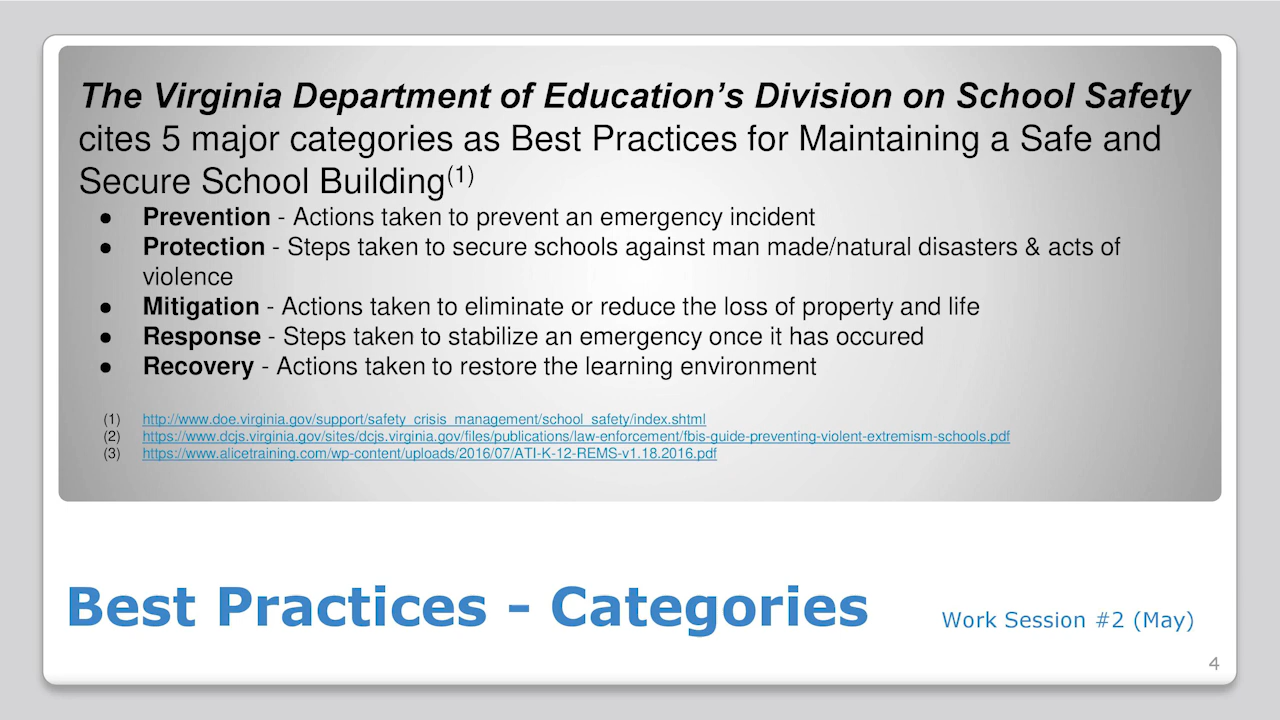 The Virginia Department of Education’s Division on School Safety
cites 5 major categories as Best Practices for Maintaining a Safe and
Secure School Building(1)
● Prevention - Actions taken to prevent an emergency incident
● Protection - Steps taken to secure schools against man made/natural disasters & acts of
violence
● Mitigation - Actions taken to eliminate or reduce the loss of property and life
● Response - Steps taken to stabilize an emergency once it has occured
● Recovery - Actions taken to restore the learning environment
(1) http://www.doe.virginia.gov/support/safety_crisis_management/school_safety/index.shtml
(2) https://www.dcjs.virginia.gov/sites/dcjs.virginia.gov/files/publications/law-enforcement/fbis-guide-preventing-violent-extremism-schools.pdf
(3) https://www.alicetraining.com/wp-content/uploads/2016/07/ATI-K-12-REMS-v1.18.2016.pdf
Best Practices - Categories
Work Session #2 (May)
4